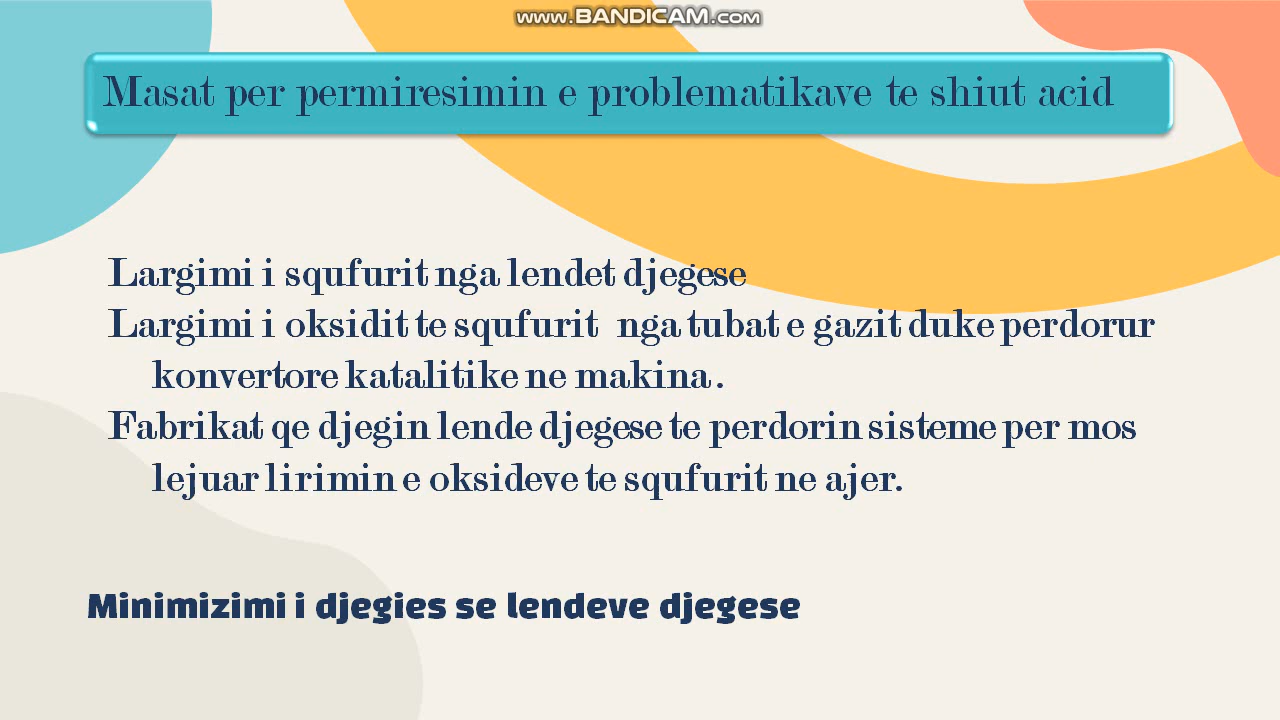 www.BANDICAM.com
Masat per permiresimin e problematikave te shiut acid
Largimi i squfurit nga lendet djegese
Largimi i oksidit te squfurit nga tubat e gazit duke perdorur
konvertore katalitike ne makina.
Fabrikat qe djegin lende djegese te perdorin sisteme per mos
lejuar lirimin e oksideve te squfurit ne ajer.
Minimizimi i djegies se lendeve djegese